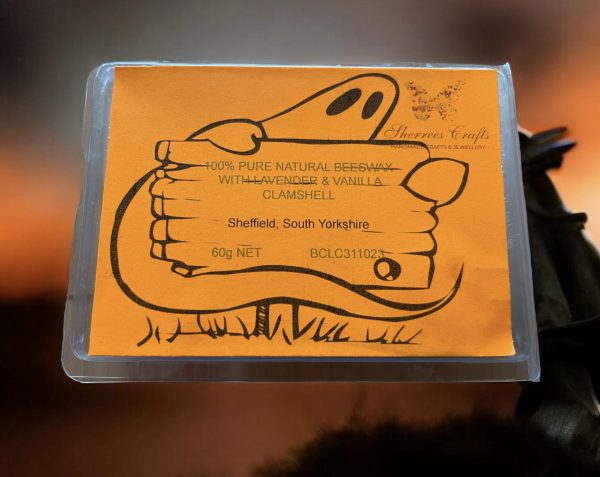 Sherrees Crafts
HANDMADE CRAFTS & JEWELLERY
100% PURE NATURAL BEESWAX
WITH LAVENDER & VANILLA
CLAMSHELL
Sheffield, South Yorkshire
60g NET BCLC311023